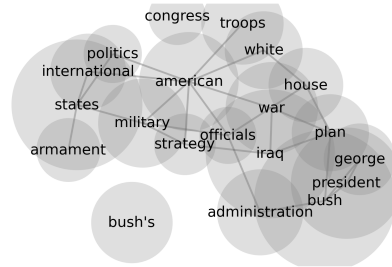 congress
troops
politics
white
international
american
house
states
war
military
officials
plan
strategy
armament
iraq
george
president
bush
administration
bush's